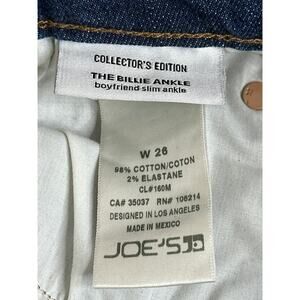 COLLECTOR'S EDITION
THE BILLIE ANKLE
boyfriend slim ankle
W 26
98% COTTON/COTON
2% ELASTANE
CL#160M
CA# 35037 RN# 106214
DESIGNED IN LOS ANGELES
MADE IN MEXICO
JOE'S